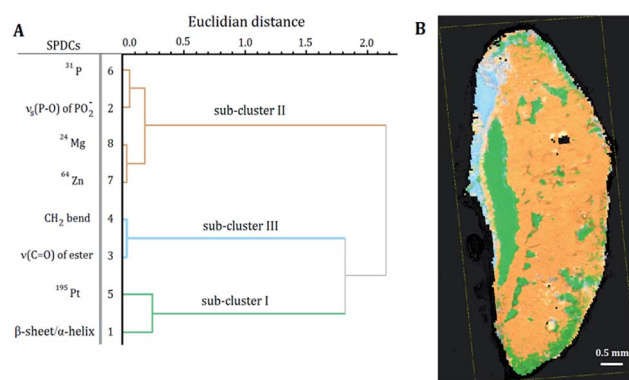 A
Euclidian distance
SPDCs
0.0 0.5 1.0 1.5 2.0
³¹P 6
νₛ(P-O) of PO₂⁻ 2
sub-cluster II
²⁴Mg 8
⁶⁴Zn 7
CH₂ bend 4
sub-cluster III
ν(C=O) of ester 3
¹⁹⁵Pt 5
sub-cluster I
β-sheet/α-helix 1
B
0.5 mm